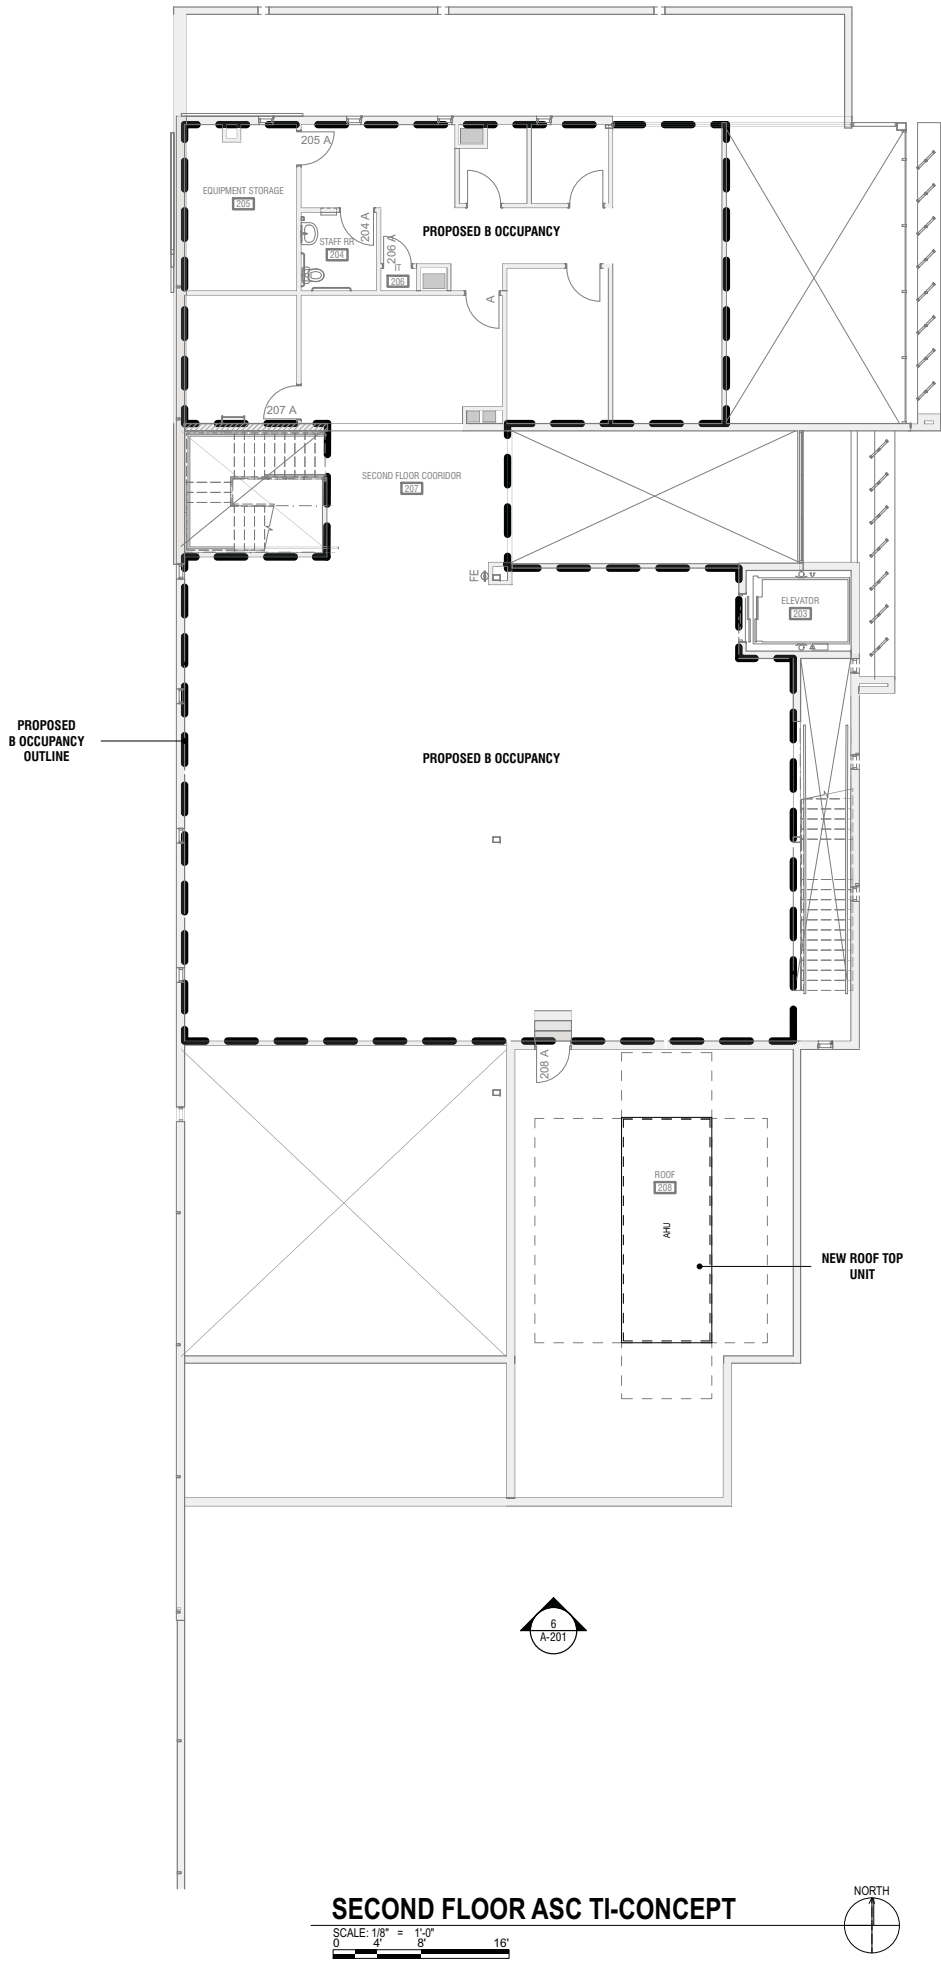 205 A
EQUIPMENT STORAGE
205
204 A
STAFF RR
204
206 A
IT
206
PROPOSED B OCCUPANCY
A
207 A
SECOND FLOOR COORIDOR
207
FE
ELEVATOR
203
PROPOSED
B OCCUPANCY
OUTLINE
PROPOSED B OCCUPANCY
208 A
ROOF
208
AHU
NEW ROOF TOP
UNIT
6
A-201
SECOND FLOOR ASC TI-CONCEPT
SCALE: 1/8" = 1'-0"
0 4' 8' 16'
NORTH